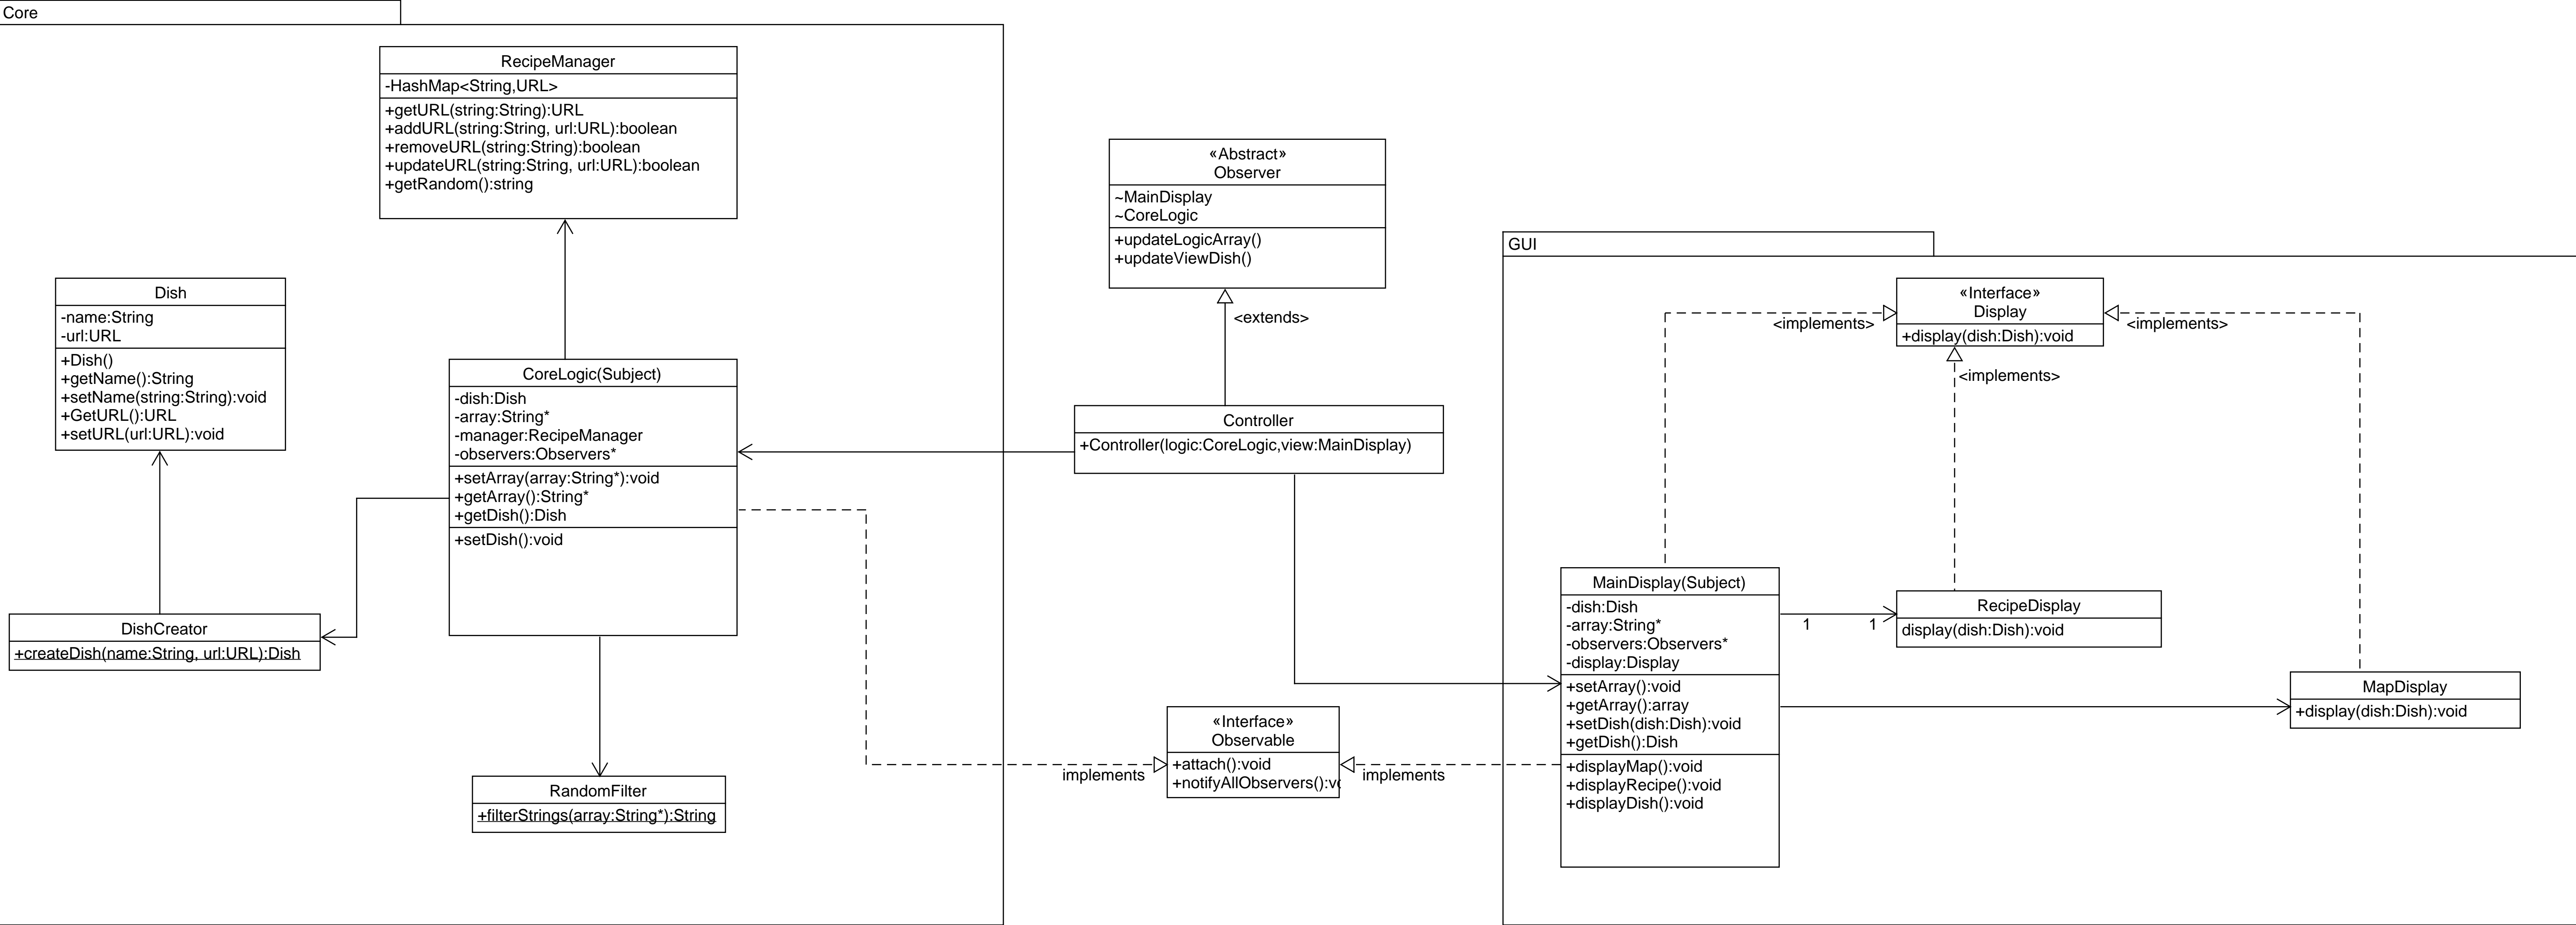 Core
RecipeManager
-HashMap<String,URL>
+getURL(string:String):URL
+addURL(string:String, url:URL):boolean
+removeURL(string:String):boolean
+updateURL(string:String, url:URL):boolean
+getRandom():string
Dish
-name:String
-url:URL
+Dish()
+getName():String
+setName(string:String):void
+GetURL():URL
+setURL(url:URL):void
CoreLogic(Subject)
-dish:Dish
-array:String*
-manager:RecipeManager
-observers:Observers*
+setArray(array:String*):void
+getArray():String*
+getDish():Dish
+setDish():void
DishCreator
+createDish(name:String, url:URL):Dish
RandomFilter
+filterStrings(array:String*):String
«Abstract»
Observer
~MainDisplay
~CoreLogic
+updateLogicArray()
+updateViewDish()
<extends>
Controller
+Controller(logic:CoreLogic,view:MainDisplay)
«Interface»
Observable
+attach():void
+notifyAllObservers():vo
implements
implements
GUI
«Interface»
Display
+display(dish:Dish):void
<implements>
<implements>
<implements>
MainDisplay(Subject)
-dish:Dish
-array:String*
-observers:Observers*
-display:Display
+setArray():void
+getArray():array
+setDish(dish:Dish):void
+getDish():Dish
+displayMap():void
+displayRecipe():void
+displayDish():void
1
1
RecipeDisplay
display(dish:Dish):void
MapDisplay
+display(dish:Dish):void